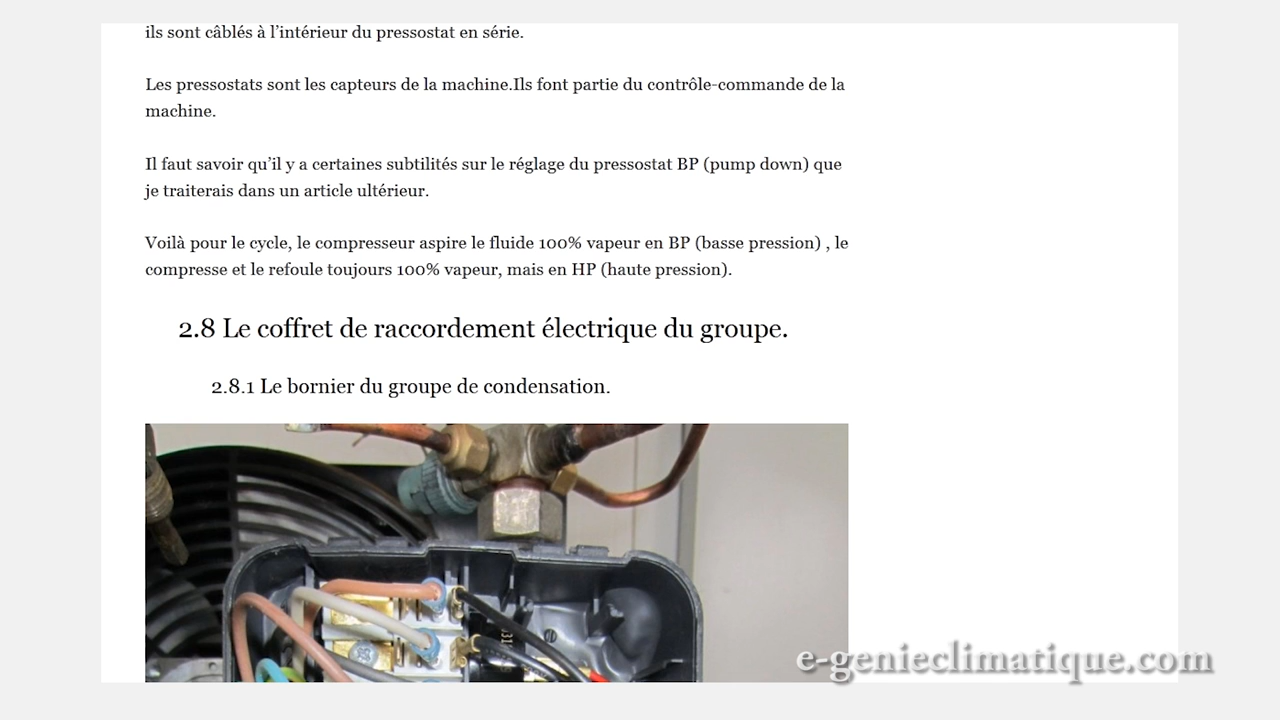 ils sont câblés à l’intérieur du pressostat en série.
Les pressostats sont les capteurs de la machine.Ils font partie du contrôle-commande de la
machine.
Il faut savoir qu’il y a certaines subtilités sur le réglage du pressostat BP (pump down) que
je traiterais dans un article ultérieur.
Voilà pour le cycle, le compresseur aspire le fluide 100% vapeur en BP (basse pression) , le
compresse et le refoule toujours 100% vapeur, mais en HP (haute pression).
2.8 Le coffret de raccordement électrique du groupe.
2.8.1 Le bornier du groupe de condensation.
e-genieclimatique.com